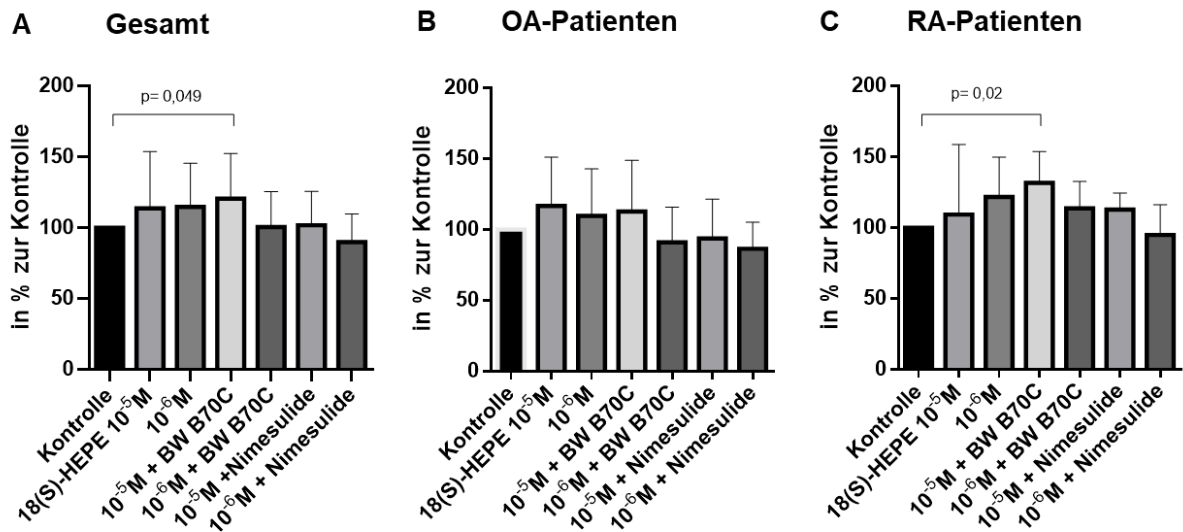 A Gesamt
in % zur Kontrolle
200
150
100
50
0
p= 0,049
Kontrolle
18(S)-HEPE 10⁻⁵M
10⁻⁶M
10⁻⁵M + BW B70C
10⁻⁶M + BW B70C
10⁻⁵M +Nimesulide
10⁻⁶M + Nimesulide
B OA-Patienten
in % zur Kontrolle
200
150
100
50
0
Kontrolle
18(S)-HEPE 10⁻⁵M
10⁻⁶M
10⁻⁵M + BW B70C
10⁻⁶M + BW B70C
10⁻⁵M + Nimesulide
10⁻⁶M + Nimesulide
C RA-Patienten
in % zur Kontrolle
200
150
100
50
0
p= 0,02
Kontrolle
18(S)-HEPE 10⁻⁵M
10⁻⁶M
10⁻⁵M + BW B70C
10⁻⁶M + BW B70C
10⁻⁵M + Nimesulide
10⁻⁶M + Nimesulide